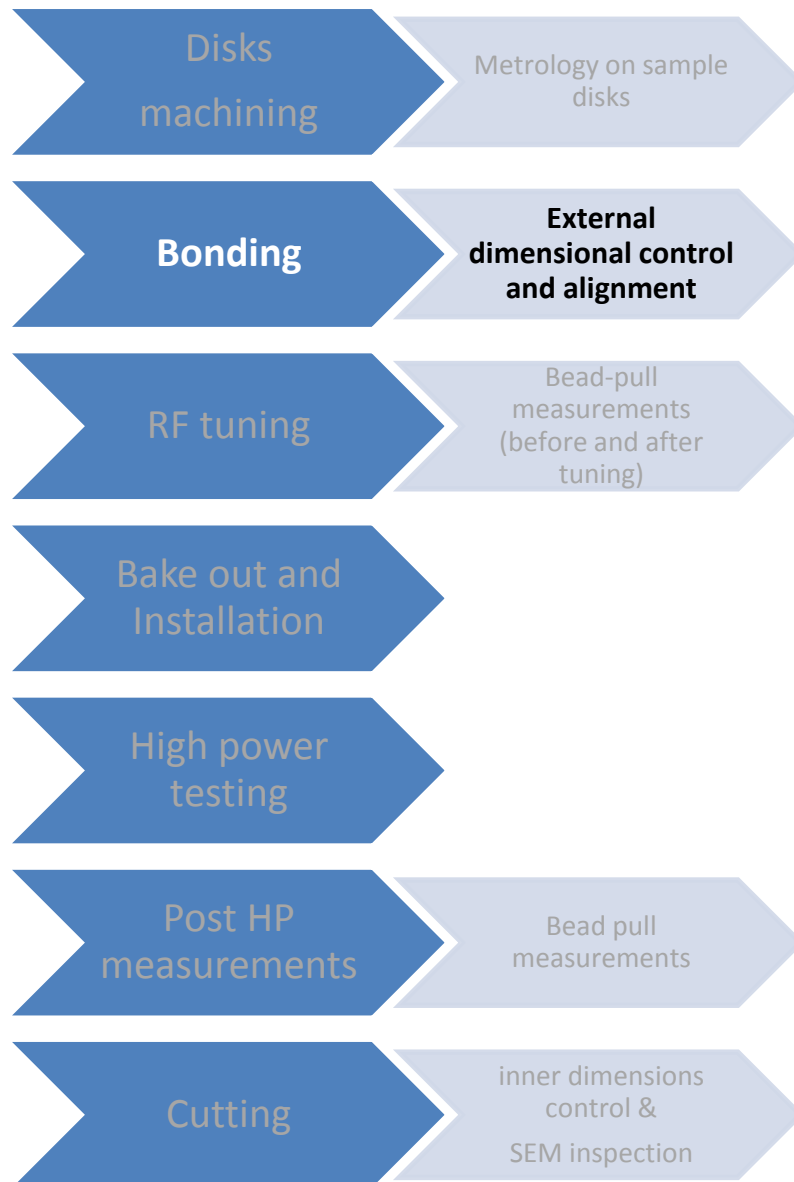 Disks
machining
Metrology on sample
disks
Bonding
External
dimensional control
and alignment
RF tuning
Bead-pull
measurements
(before and after
tuning)
Bake out and
Installation
High power
testing
Post HP
measurements
Bead pull
measurements
Cutting
inner dimensions
control &
SEM inspection